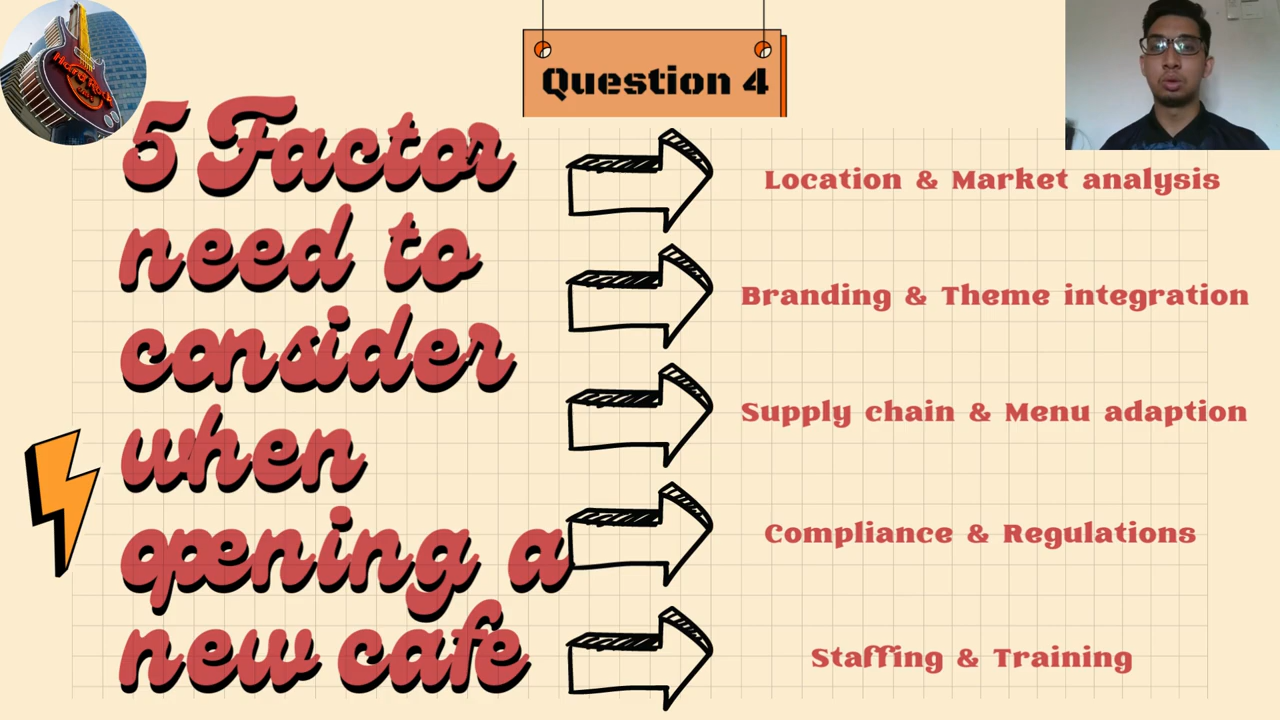 Question 4
5 Factor
need to
consider
when
opening a
new cafe
Location & Market analysis
Branding & Theme integration
Supply chain & Menu adaption
Compliance & Regulations
Staffing & Training